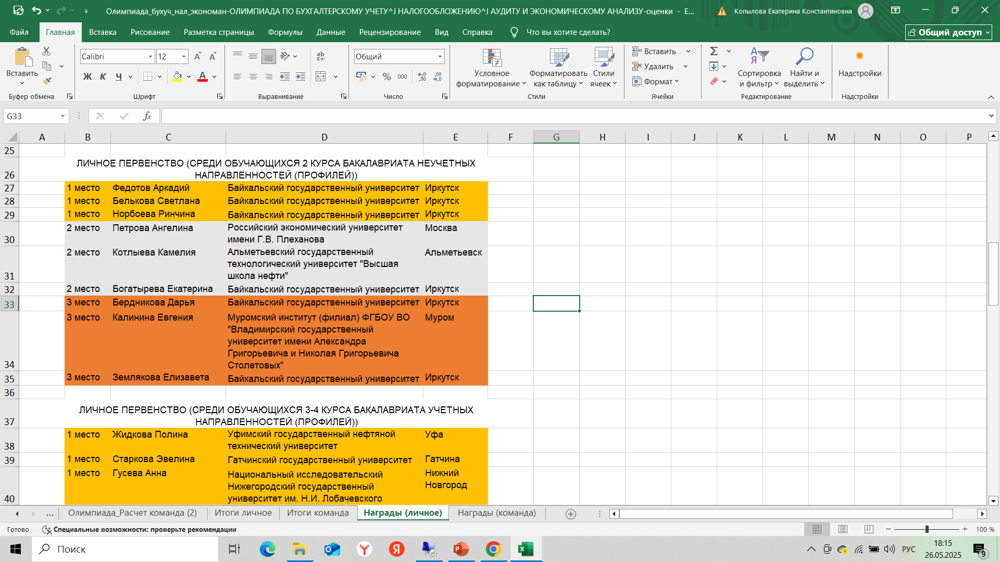 Олимпиада_бухуч_нал_экономан-ОЛИМПИАДА ПО БУХГАЛТЕРСКОМУ УЧЕТУ^J НАЛОГООБЛОЖЕНИЮ^J АУДИТУ И ЭКОНОМИЧЕСКОМУ АНАЛИЗУ-оценки - E...
Копылова Екатерина Константиновна
Файл Главная Вставка Рисование Разметка страницы Формулы Данные Рецензирование Вид Справка Что вы хотите сделать? Общий доступ
Вставить
Буфер обмена
Calibri 12
Ж К Ч А
Шрифт
ab
Выравнивание
Общий
% 000
Число
Условное форматирование
Форматировать как таблицу
Стили ячеек
Стили
Вставить
Удалить
Формат
Ячейки
Σ
Сортировка и фильтр
Найти и выделить
Редактирование
Надстройки
Надстройки
G33 fx
A B C D E F G H I J K L M N O P
25
26 ЛИЧНОЕ ПЕРВЕНСТВО (СРЕДИ ОБУЧАЮЩИХСЯ 2 КУРСА БАКАЛАВРИАТА НЕУЧЕТНЫХ
НАПРАВЛЕННОСТЕЙ (ПРОФИЛЕЙ))
27 1 место Федотов Аркадий Байкальский государственный университет Иркутск
28 1 место Белькова Светлана Байкальский государственный университет Иркутск
29 1 место Норбоева Ринчина Байкальский государственный университет Иркутск
30 2 место Петрова Ангелина Российский экономический университет Москва
имени Г.В. Плеханова
31 2 место Котлыева Камелия Альметьевский государственный Альметьевск
технологический университет "Высшая
школа нефти"
32 2 место Богатырева Екатерина Байкальский государственный университет Иркутск
33 3 место Бердникова Дарья Байкальский государственный университет Иркутск
34 3 место Калинина Евгения Муромский институт (филиал) ФГБОУ ВО Муром
"Владимирский государственный
университет имени Александра
Григорьевича и Николая Григорьевича
Столетовых"
35 3 место Землякова Елизавета Байкальский государственный университет Иркутск
36
37 ЛИЧНОЕ ПЕРВЕНСТВО (СРЕДИ ОБУЧАЮЩИХСЯ 3-4 КУРСА БАКАЛАВРИАТА УЧЕТНЫХ
НАПРАВЛЕННОСТЕЙ (ПРОФИЛЕЙ))
38 1 место Жидкова Полина Уфимский государственный нефтяной Уфа
технический университет
39 1 место Старкова Эвелина Гатчинский государственный университет Гатчина
40 1 место Гусева Анна Национальный исследовательский Нижний
Нижегородский государственный Новгород
университет им. Н.И. Лобачевского
... Олимпиада_Расчет команда (2) Итоги личное Итоги команда Награды (личное) Награды (команда)
Готово Специальные возможности: проверьте рекомендации 100 %
Поиск
РУС
18:15
26.05.2025
9